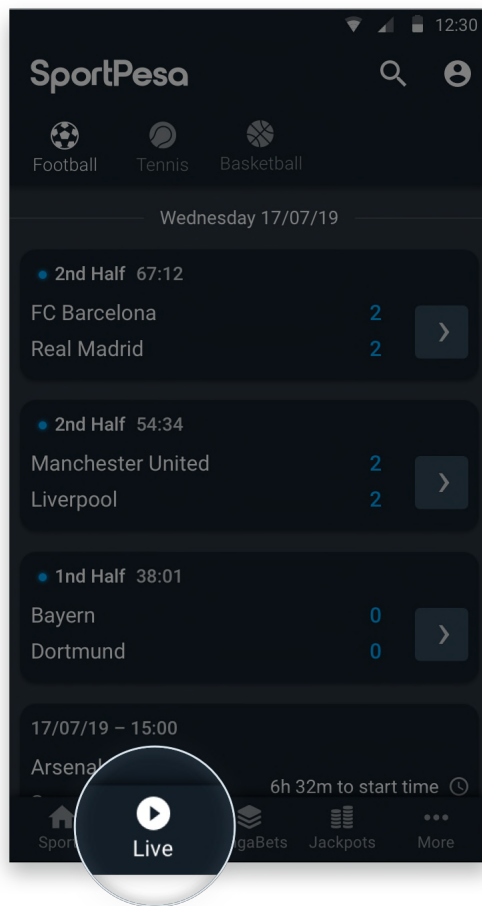 12:30
SportPesa
Football Tennis Basketball
Wednesday 17/07/19
2nd Half 67:12
FC Barcelona 2
Real Madrid 2
2nd Half 54:34
Manchester United 2
Liverpool 2
1nd Half 38:01
Bayern 0
Dortmund 0
17/07/19 – 15:00
Arsenal
6h 32m to start time
Live Jackpots More